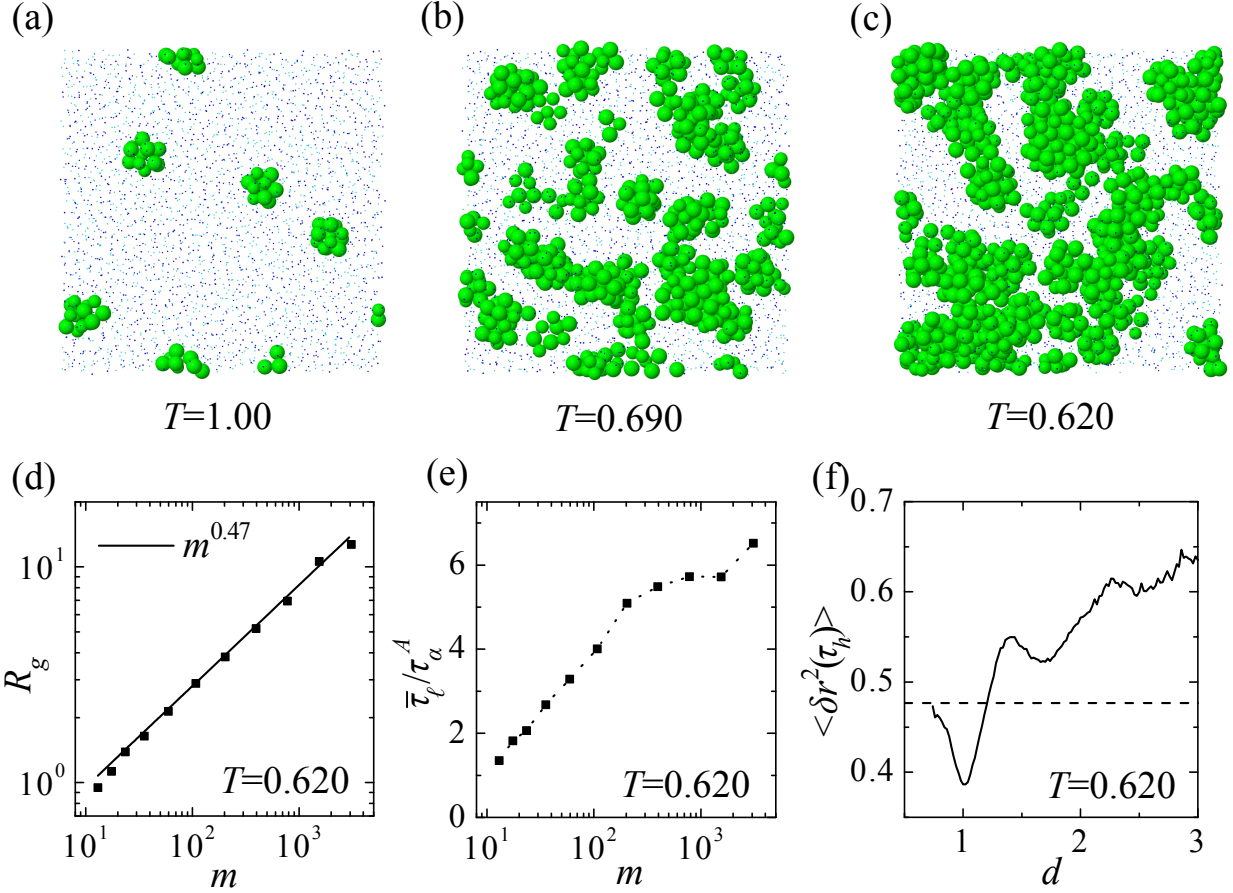 (a)
(b)
(c)
T=1.00
T=0.690
T=0.620
(d)
(e)
(f)
R_g
10^1
10^0
m^0.47
T=0.620
10^1 10^2 10^3
m
τ̄_ℓ/τ_α^A
6
4
2
0
T=0.620
10^1 10^2 10^3
m
<δr^2(τ_h)>
0.7
0.6
0.5
0.4
T=0.620
1 2 3
d